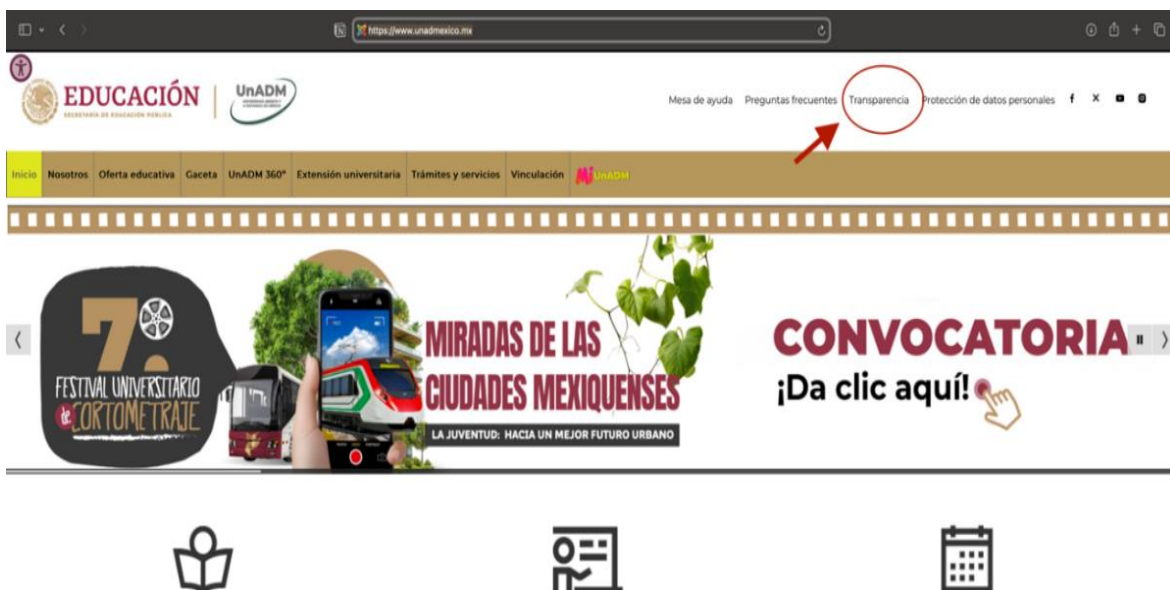 https://www.unadmexico.mx
EDUCACIÓN
SECRETARÍA DE EDUCACIÓN PÚBLICA
UnADM
Mesa de ayuda Preguntas frecuentes Transparencia Protección de datos personales
Inicio Nosotros Oferta educativa Gaceta UnADM 360° Extensión universitaria Trámites y servicios Vinculación Mi UnADM
7.º
FESTIVAL UNIVERSITARIO
de CORTOMETRAJE
MIRADAS DE LAS
CIUDADES MEXIQUENSES
LA JUVENTUD: HACIA UN MEJOR FUTURO URBANO
CONVOCATORIA
¡Da clic aquí!